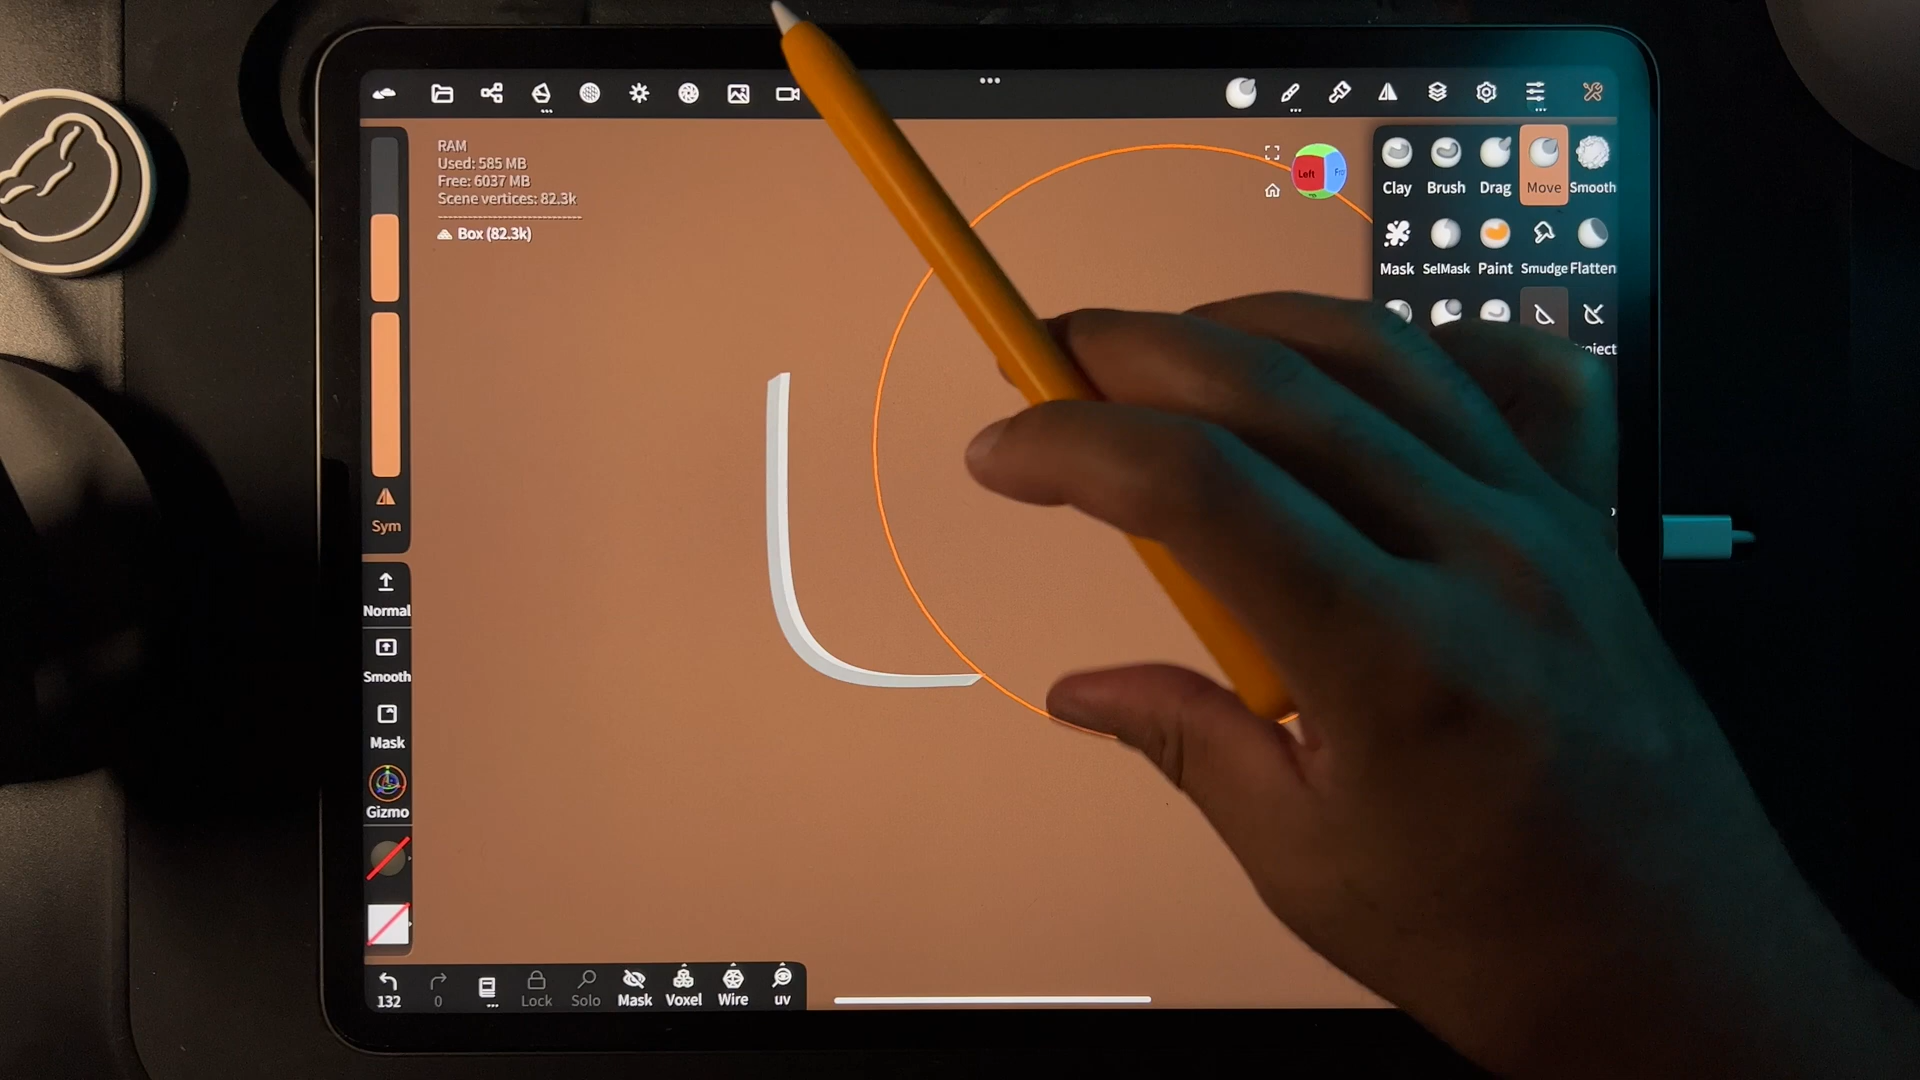 RAM
Used: 585 MB
Free: 6037 MB
Scene vertices: 82.3k
Box (82.3k)
Left
Clay Brush Drag Move Smooth
Mask SelMask Paint Smudge Flatten
Sym
Normal
Smooth
Mask
Gizmo
132 0 Lock Solo Mask Voxel Wire uv